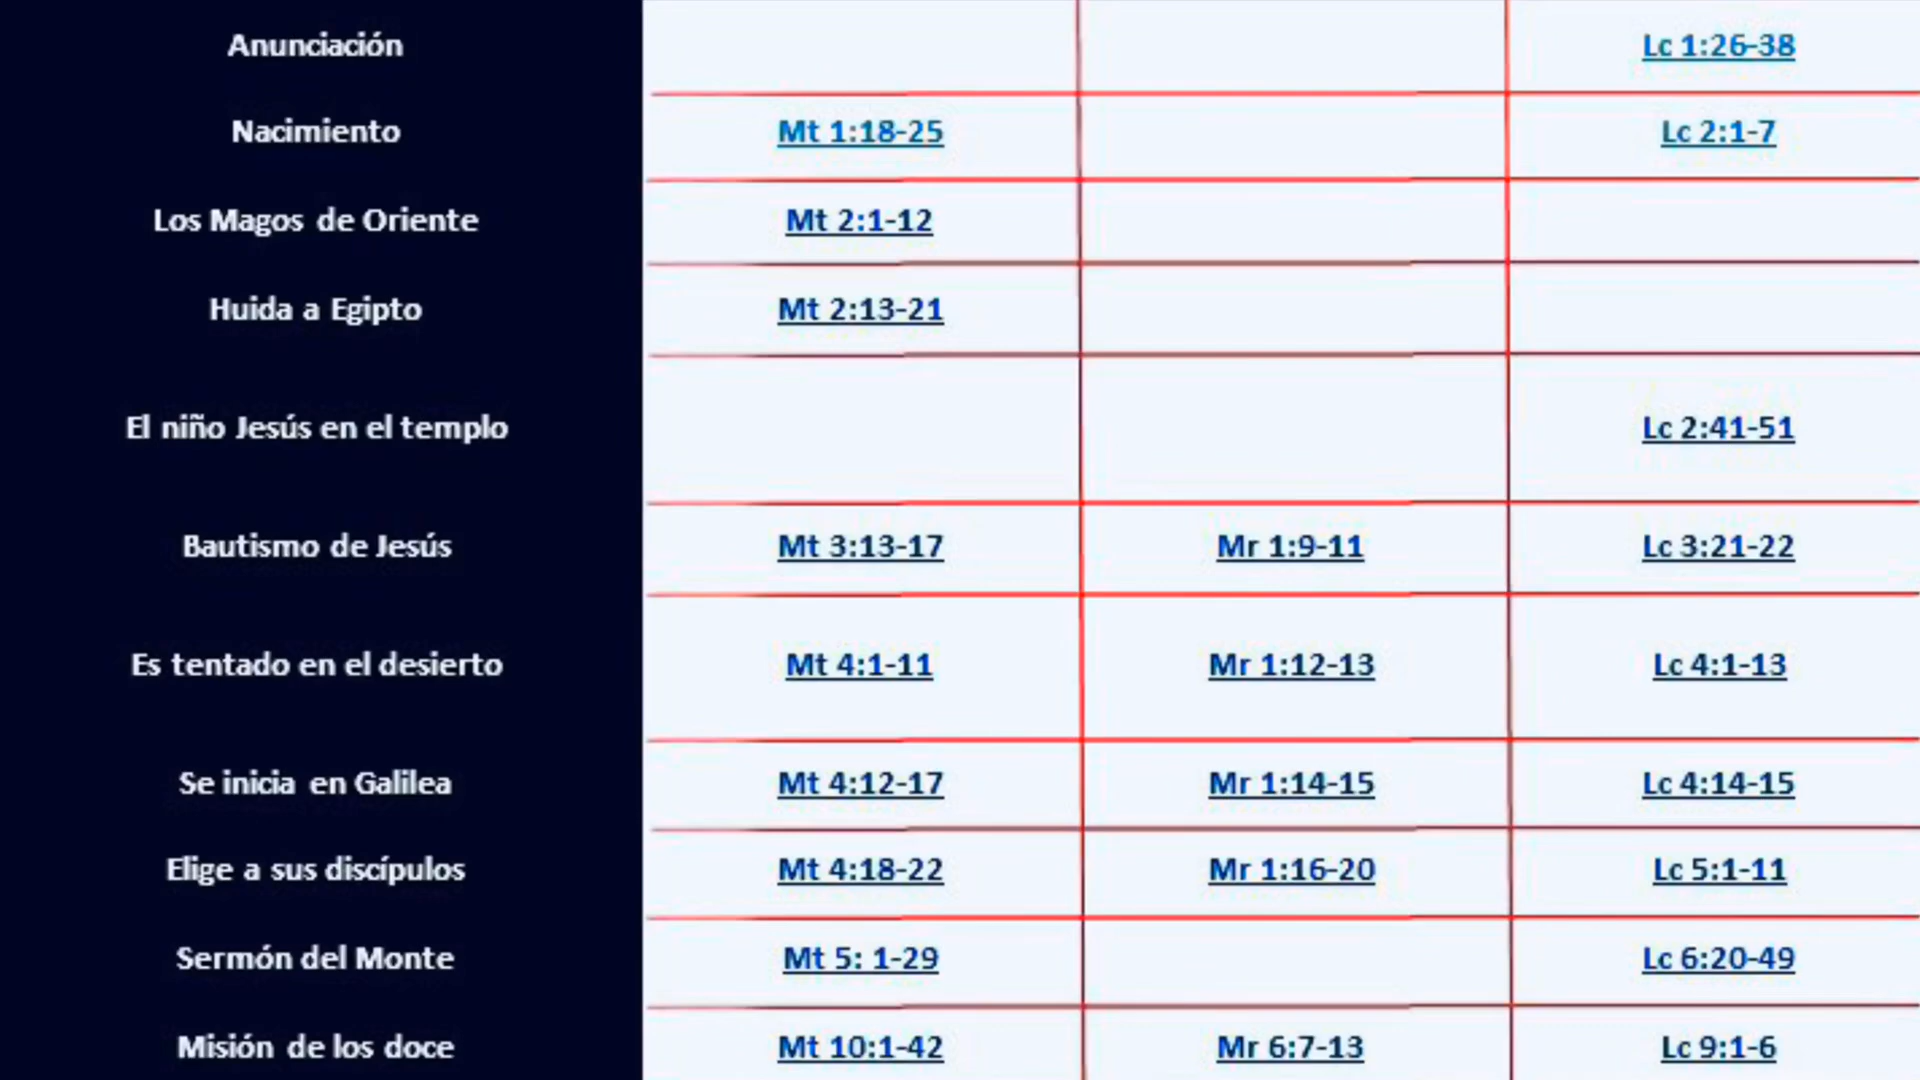 Anunciación Lc 1:26-38
Nacimiento Mt 1:18-25 Lc 2:1-7
Los Magos de Oriente Mt 2:1-12
Huida a Egipto Mt 2:13-21
El niño Jesús en el templo Lc 2:41-51
Bautismo de Jesús Mt 3:13-17 Mr 1:9-11 Lc 3:21-22
Es tentado en el desierto Mt 4:1-11 Mr 1:12-13 Lc 4:1-13
Se inicia en Galilea Mt 4:12-17 Mr 1:14-15 Lc 4:14-15
Elige a sus discípulos Mt 4:18-22 Mr 1:16-20 Lc 5:1-11
Sermón del Monte Mt 5: 1-29 Lc 6:20-49
Misión de los doce Mt 10:1-42 Mr 6:7-13 Lc 9:1-6